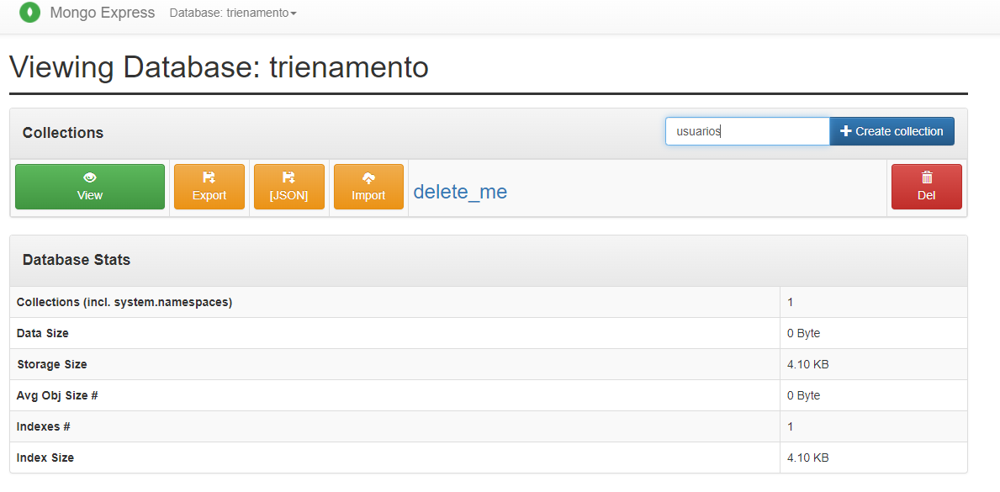 Mongo Express Database: trienamento
Viewing Database: trienamento
Collections usuarios Create collection
View Export [JSON] Import delete_me Del
Database Stats
Collections (incl. system.namespaces) 1
Data Size 0 Byte
Storage Size 4.10 KB
Avg Obj Size # 0 Byte
Indexes # 1
Index Size 4.10 KB